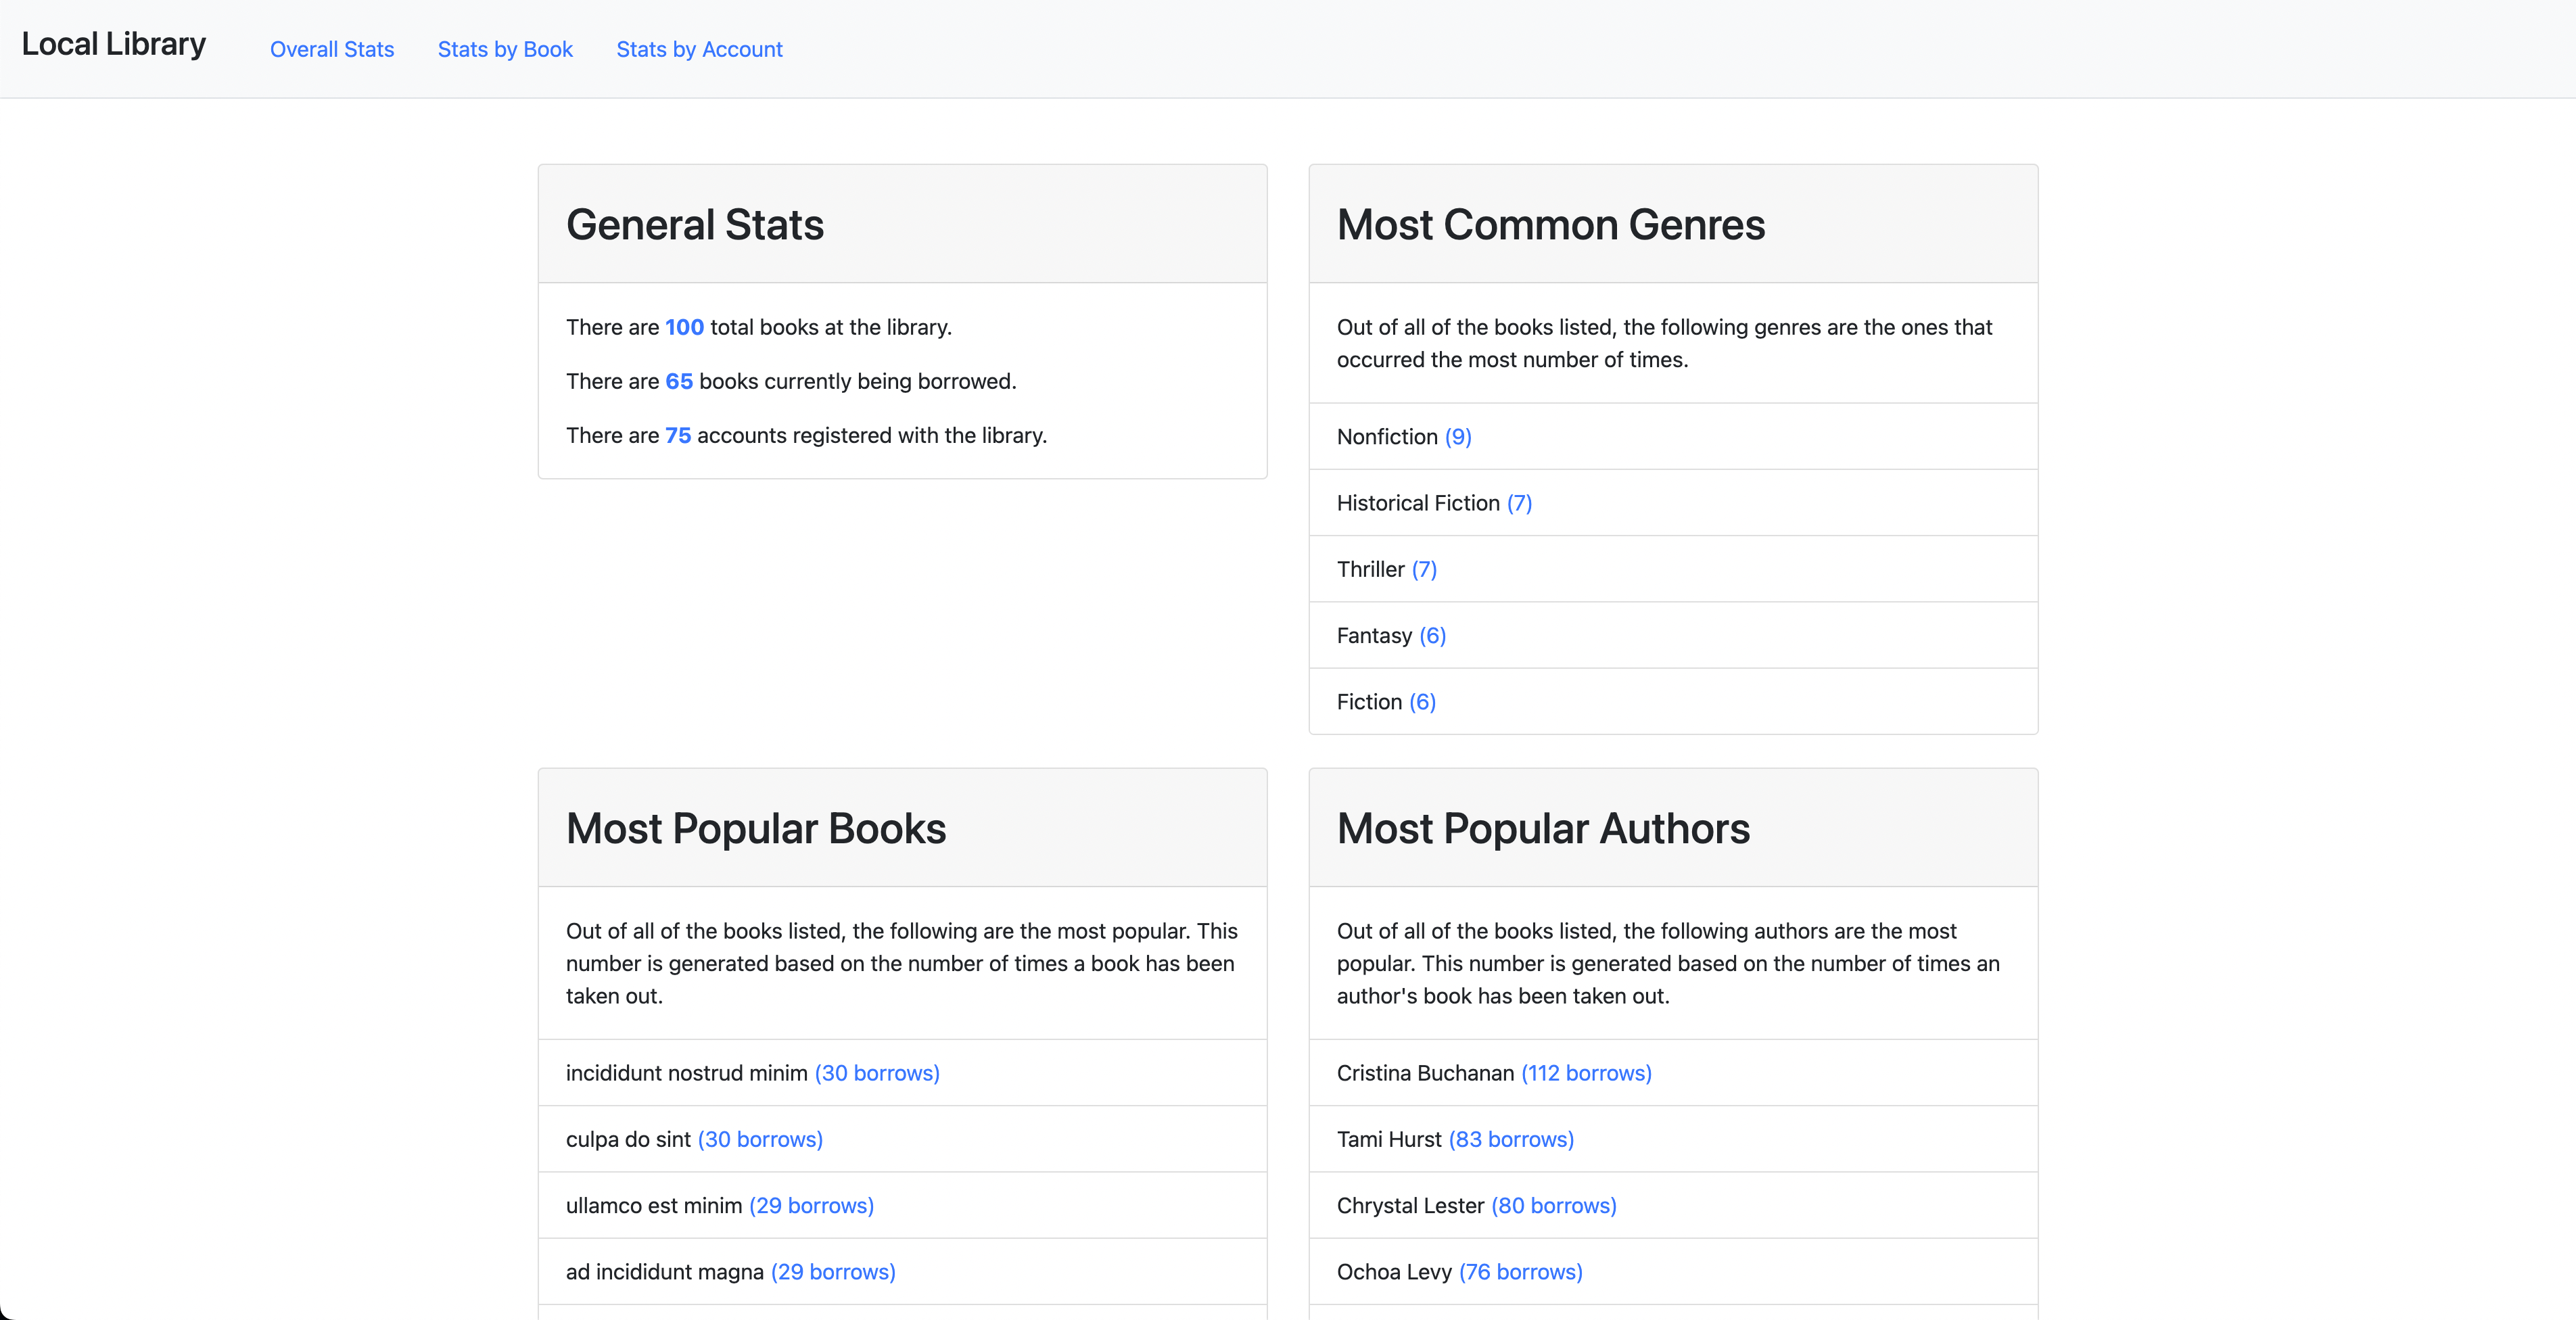 Local Library
Overall Stats
Stats by Book
Stats by Account
General Stats
There are 100 total books at the library.
There are 65 books currently being borrowed.
There are 75 accounts registered with the library.
Most Common Genres
Out of all of the books listed, the following genres are the ones that
occurred the most number of times.
Nonfiction (9)
Historical Fiction (7)
Thriller (7)
Fantasy (6)
Fiction (6)
Most Popular Books
Out of all of the books listed, the following are the most popular. This
number is generated based on the number of times a book has been
taken out.
incididunt nostrud minim (30 borrows)
culpa do sint (30 borrows)
ullamco est minim (29 borrows)
ad incididunt magna (29 borrows)
Most Popular Authors
Out of all of the books listed, the following authors are the most
popular. This number is generated based on the number of times an
author's book has been taken out.
Cristina Buchanan (112 borrows)
Tami Hurst (83 borrows)
Chrystal Lester (80 borrows)
Ochoa Levy (76 borrows)